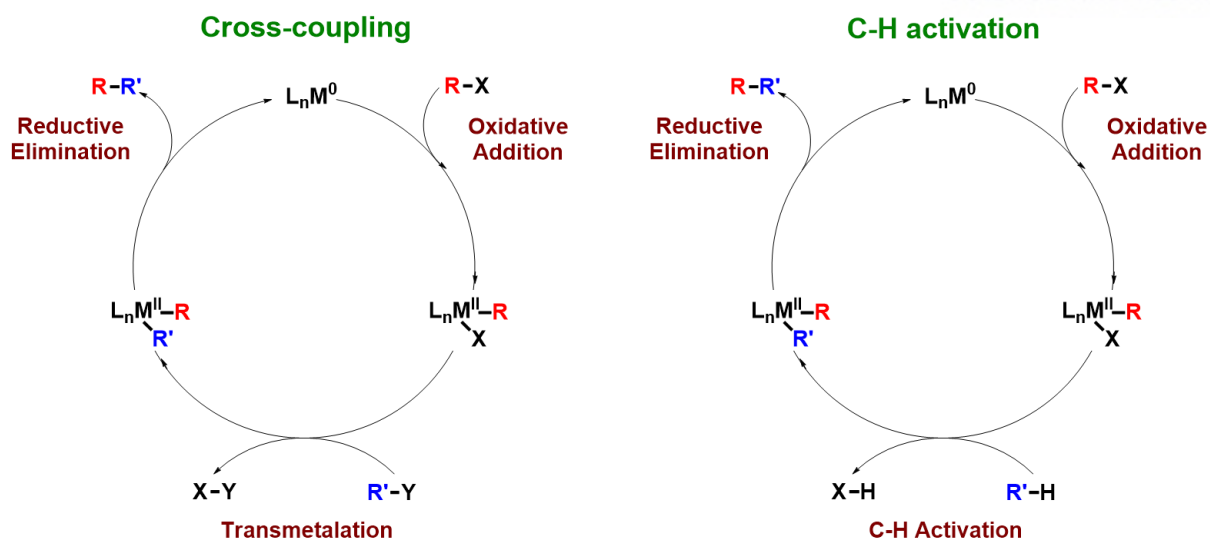 Cross-coupling
R-R'
LnM0
R-X
Reductive
Elimination
Oxidative
Addition
LnMII-R
R'
LnMII-R
X
X-Y
R'-Y
Transmetalation
C-H activation
R-R'
LnM0
R-X
Reductive
Elimination
Oxidative
Addition
LnMII-R
R'
LnMII-R
X
X-H
R'-H
C-H Activation